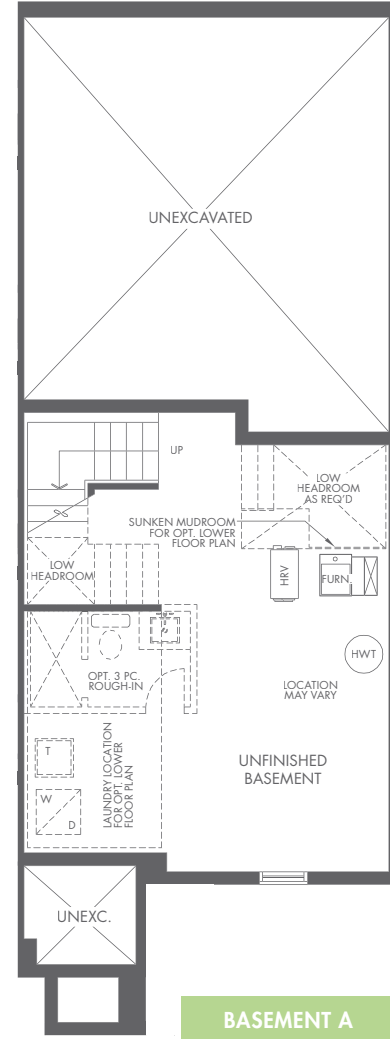 UNEXCAVATED
UP
LOW
HEADROOM
AS REQ'D
SUNKEN MUDROOM
FOR OPT. LOWER
FLOOR PLAN
LOW
HEADROOM
HRV
FURN.
HWT
OPT. 3 PC.
ROUGH-IN
LOCATION
MAY VARY
T
W
D
LAUNDRY LOCATION
FOR OPT. LOWER
FLOOR PLAN
UNFINISHED
BASEMENT
UNEXC.
BASEMENT A